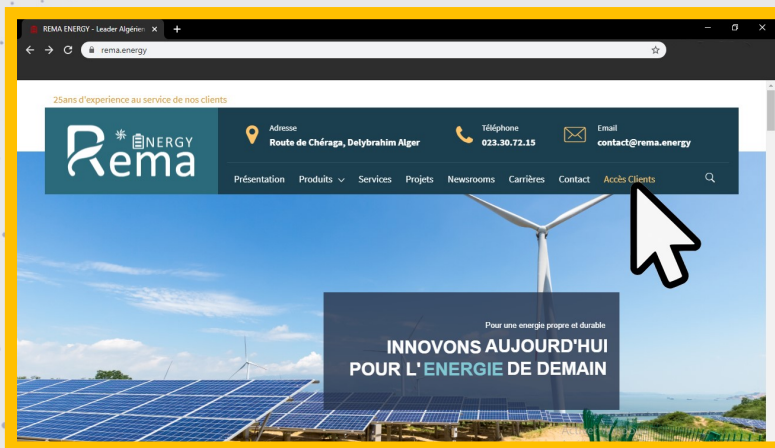 REMA ENERGY - Leader Algérien
rema.energy
25ans d'experience au service de nos clients
Rema ENERGY
Adresse
Route de Chéraga, Delybrahim Alger
Téléphone
023.30.72.15
Email
contact@rema.energy
Présentation Produits Services Projets Newsrooms Carrières Contact Accès Clients
Pour une energie propre et durable
INNOVONS AUJOURD'HUI
POUR L'ENERGIE DE DEMAIN